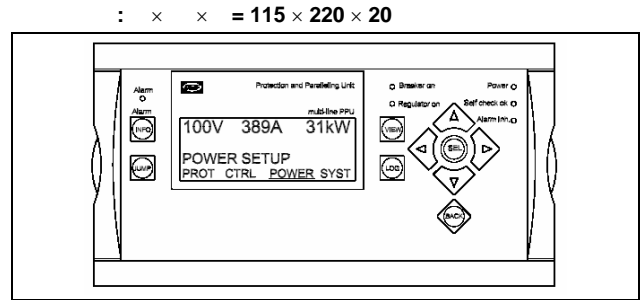 : × × = 115 × 220 × 20
Alarm
Alarm
INFO
JUMP
Protection and Paralleling Unit
multi-line PPU
100V 389A 31kW
POWER SETUP
PROT CTRL POWER SYST
Breaker on
Regulator on
Power
Self check ok
Alarm inh.
VIEW
LOG
SEL
BACK